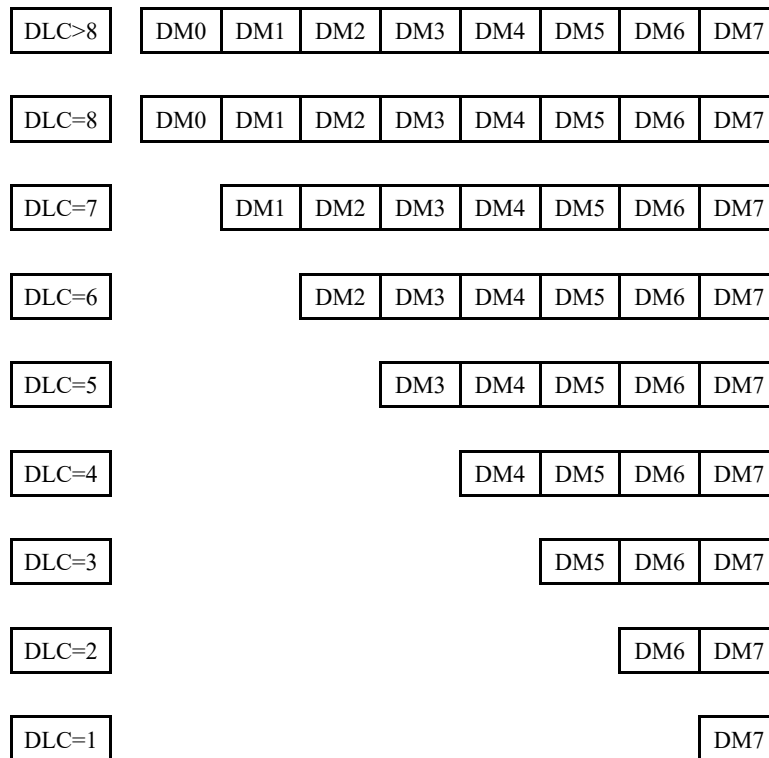 DLC>8 DM0 DM1 DM2 DM3 DM4 DM5 DM6 DM7
DLC=8 DM0 DM1 DM2 DM3 DM4 DM5 DM6 DM7
DLC=7 DM1 DM2 DM3 DM4 DM5 DM6 DM7
DLC=6 DM2 DM3 DM4 DM5 DM6 DM7
DLC=5 DM3 DM4 DM5 DM6 DM7
DLC=4 DM4 DM5 DM6 DM7
DLC=3 DM5 DM6 DM7
DLC=2 DM6 DM7
DLC=1 DM7